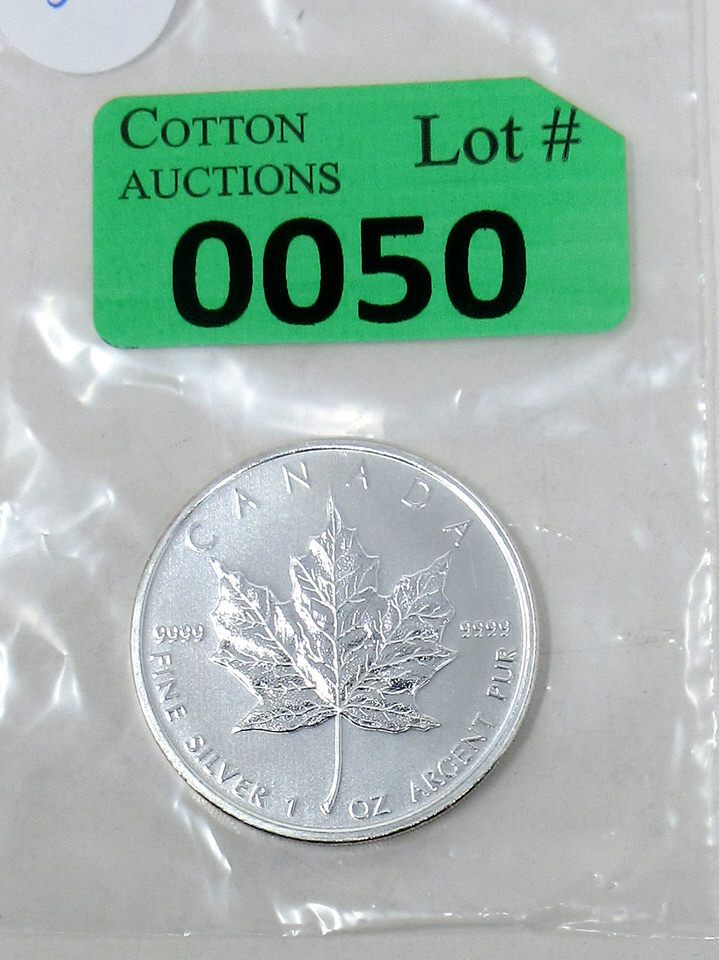 COTTON
AUCTIONS
Lot #
0050
CANADA
9999
9999
FINE SILVER 1 OZ ARGENT PUR